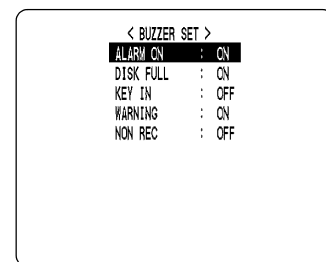 < BUZZER SET >
ALARM ON : ON
DISK FULL : ON
KEY IN : OFF
WARNING : ON
NON REC : OFF